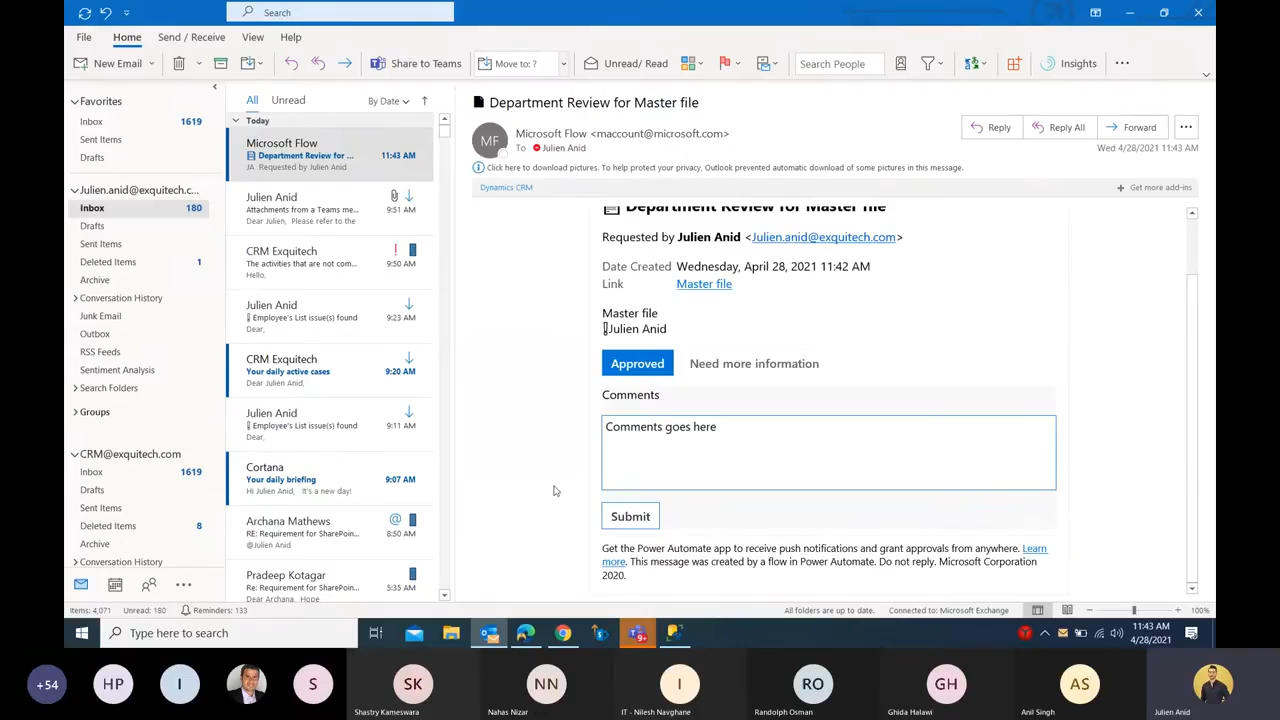 Search
File Home Send / Receive View Help
New Email Share to Teams Move to: ? Unread/ Read Search People Insights
Favorites
Inbox 1619
Sent Items
Drafts
Julien.anid@exquitech.c...
Inbox 180
Drafts
Sent Items
Deleted Items 1
Archive
Conversation History
Junk Email
Outbox
RSS Feeds
Sentiment Analysis
Search Folders
Groups
CRM@exquitech.com
Inbox 1619
Drafts
Sent Items
Deleted Items 8
Archive
Conversation History
All Unread By Date
Today
Microsoft Flow
Department Review for ... 11:43 AM
JA Requested by Julien Anid
Julien Anid
Attachments from a Teams me... 9:51 AM
Dear Julien, Please refer to the
CRM Exquitech
The activities that are not com... 9:50 AM
Hello,
Julien Anid
Employee's List issue(s) found 9:23 AM
Dear,
CRM Exquitech
Your daily active cases 9:20 AM
Dear Julien Anid,
Julien Anid
Employee's List issue(s) found 9:11 AM
Dear,
Cortana
Your daily briefing 9:07 AM
Hi Julien Anid, It's a new day!
Archana Mathews
RE: Requirement for SharePoin... 8:50 AM
@Julien Anid
Pradeep Kotagar
Re: Requirement for SharePoin... 5:35 AM
Dear Archana, Hope
Department Review for Master file
MF
Microsoft Flow <maccount@microsoft.com>
To Julien Anid
Reply Reply All Forward
Wed 4/28/2021 11:43 AM
Click here to download pictures. To help protect your privacy, Outlook prevented automatic download of some pictures in this message.
Dynamics CRM Get more add-ins
Department Review for Master file
Requested by Julien Anid <Julien.anid@exquitech.com>
Date Created Wednesday, April 28, 2021 11:42 AM
Link Master file
Master file
Julien Anid
Approved Need more information
Comments
Comments goes here
Submit
Get the Power Automate app to receive push notifications and grant approvals from anywhere. Learn
more. This message was created by a flow in Power Automate. Do not reply. Microsoft Corporation
2020.
Items: 4,071 Unread: 180 Reminders: 133 All folders are up to date. Connected to: Microsoft Exchange 100%
Type here to search
9+
11:43 AM
4/28/2021
+54 HP I S SK NN I RO GH AS
Shastry Kameswara Nahas Nizar IT - Nilesh Navghane Randolph Osman Ghida Halawi Anil Singh Julien Anid